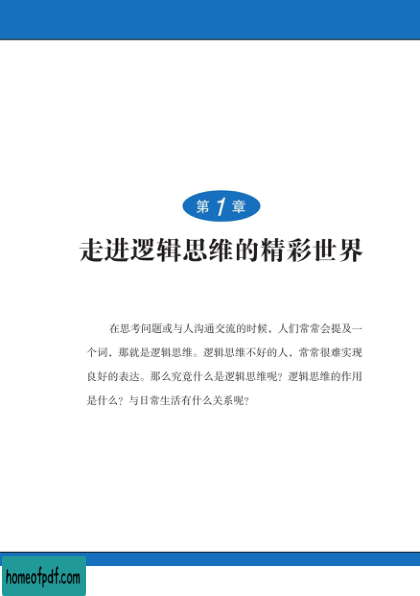 第1章
走进逻辑思维的精彩世界
在思考问题或与人沟通交流的时候，人们常常会提及一
个词，那就是逻辑思维。逻辑思维不好的人，常常很难实现
良好的表达。那么究竟什么是逻辑思维呢？逻辑思维的作用
是什么？与日常生活有什么关系呢？
homeofpdf.com